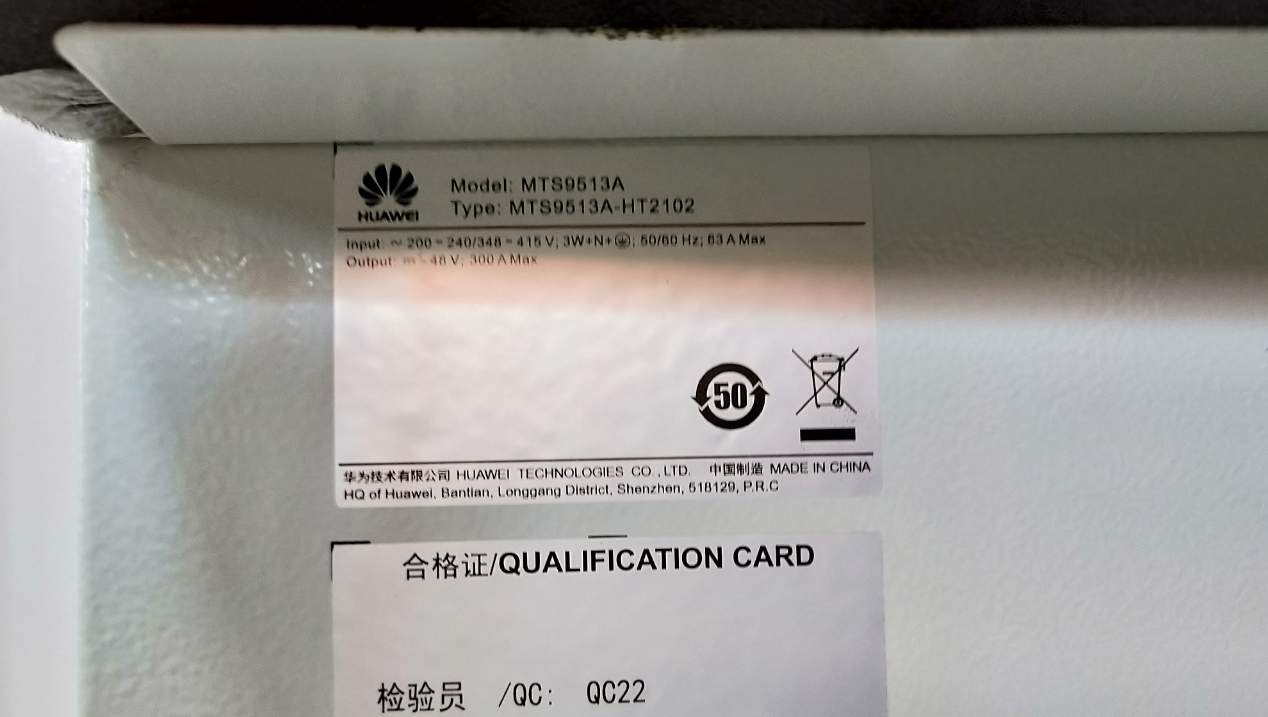 HUAWEI
Model: MTS9513A
Type: MTS9513A-HT2102
Input: ~ 200-240/348-415 V; 3W+N+⏚; 50/60 Hz; 63 A Max
Output: ⎓ -48 V; 300 A Max
50
华为技术有限公司 HUAWEI TECHNOLOGIES CO.,LTD. 中国制造 MADE IN CHINA
HQ of Huawei, Bantian, Longgang District, Shenzhen, 518129, P.R.C
合格证/QUALIFICATION CARD
检验员 /QC: QC22